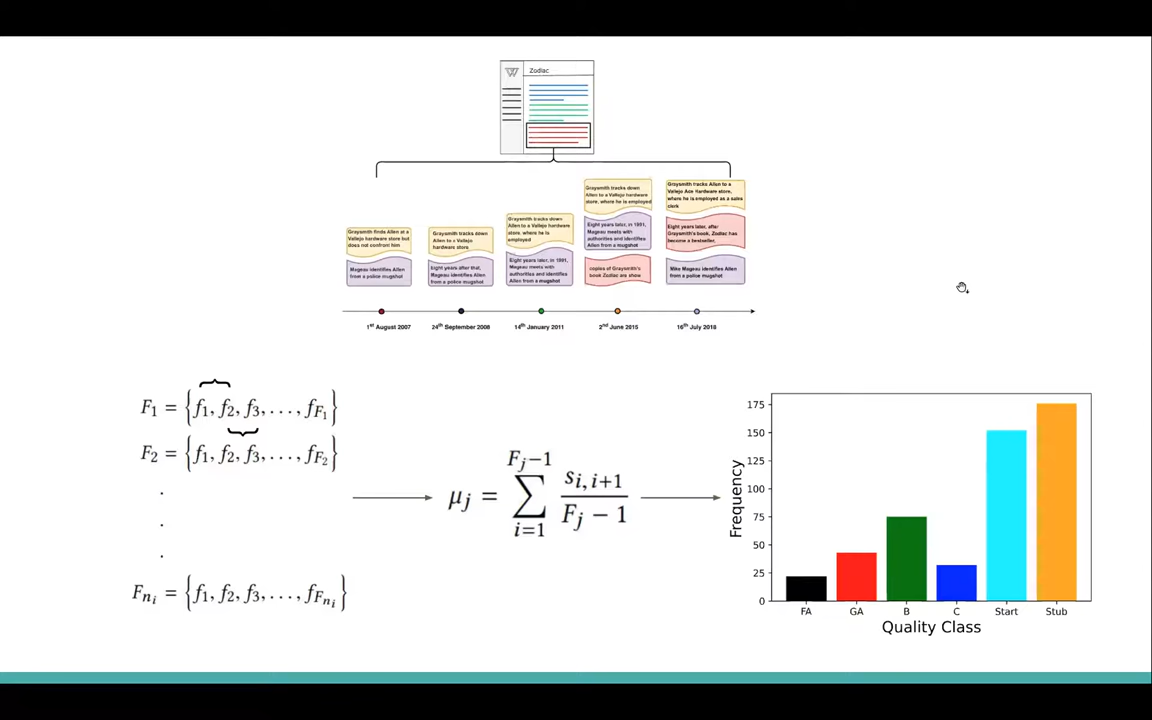 W
Zodiac
Graysmith finds Allen at a
Vallejo hardware store but
does not confront him
Mageau identifies Allen
from a police mugshot
Graysmith tracks down
Allen to a Vallejo
hardware store
Eight years after that,
Mageau identifies Allen
from a police mugshot
Graysmith tracks down
Allen to a Vallejo hardware
store, where he is
employed
Eight years later, in 1991,
Mageau meets with
authorities and identifies
Allen from a mugshot
Graysmith tracks down
Allen to a Vallejo hardware
store, where he is employed
Eight years later, in 1991,
Mageau meets with
authorities and identifies
Allen from a mugshot
copies of Graysmith's
book Zodiac are show
Graysmith tracks Allen to a
Vallejo Ace Hardware store,
where he is employed as a sales
clerk
Eight years later, after
Graysmith's book, Zodiac has
become a bestseller,
Mike Mageau identifies Allen
from a police mugshot
1st August 2007
24th September 2008
14th January 2011
2nd June 2015
16th July 2018
F1 = {f1, f2, f3, . . . , fF1}
F2 = {f1, f2, f3, . . . , fF2}
.
.
.
Fni = {f1, f2, f3, . . . , fFni}
μj = ∑ i=1 Fj−1 si,i+1 / Fj − 1
Frequency
175
150
125
100
75
50
25
0
FA GA B C Start Stub
Quality Class